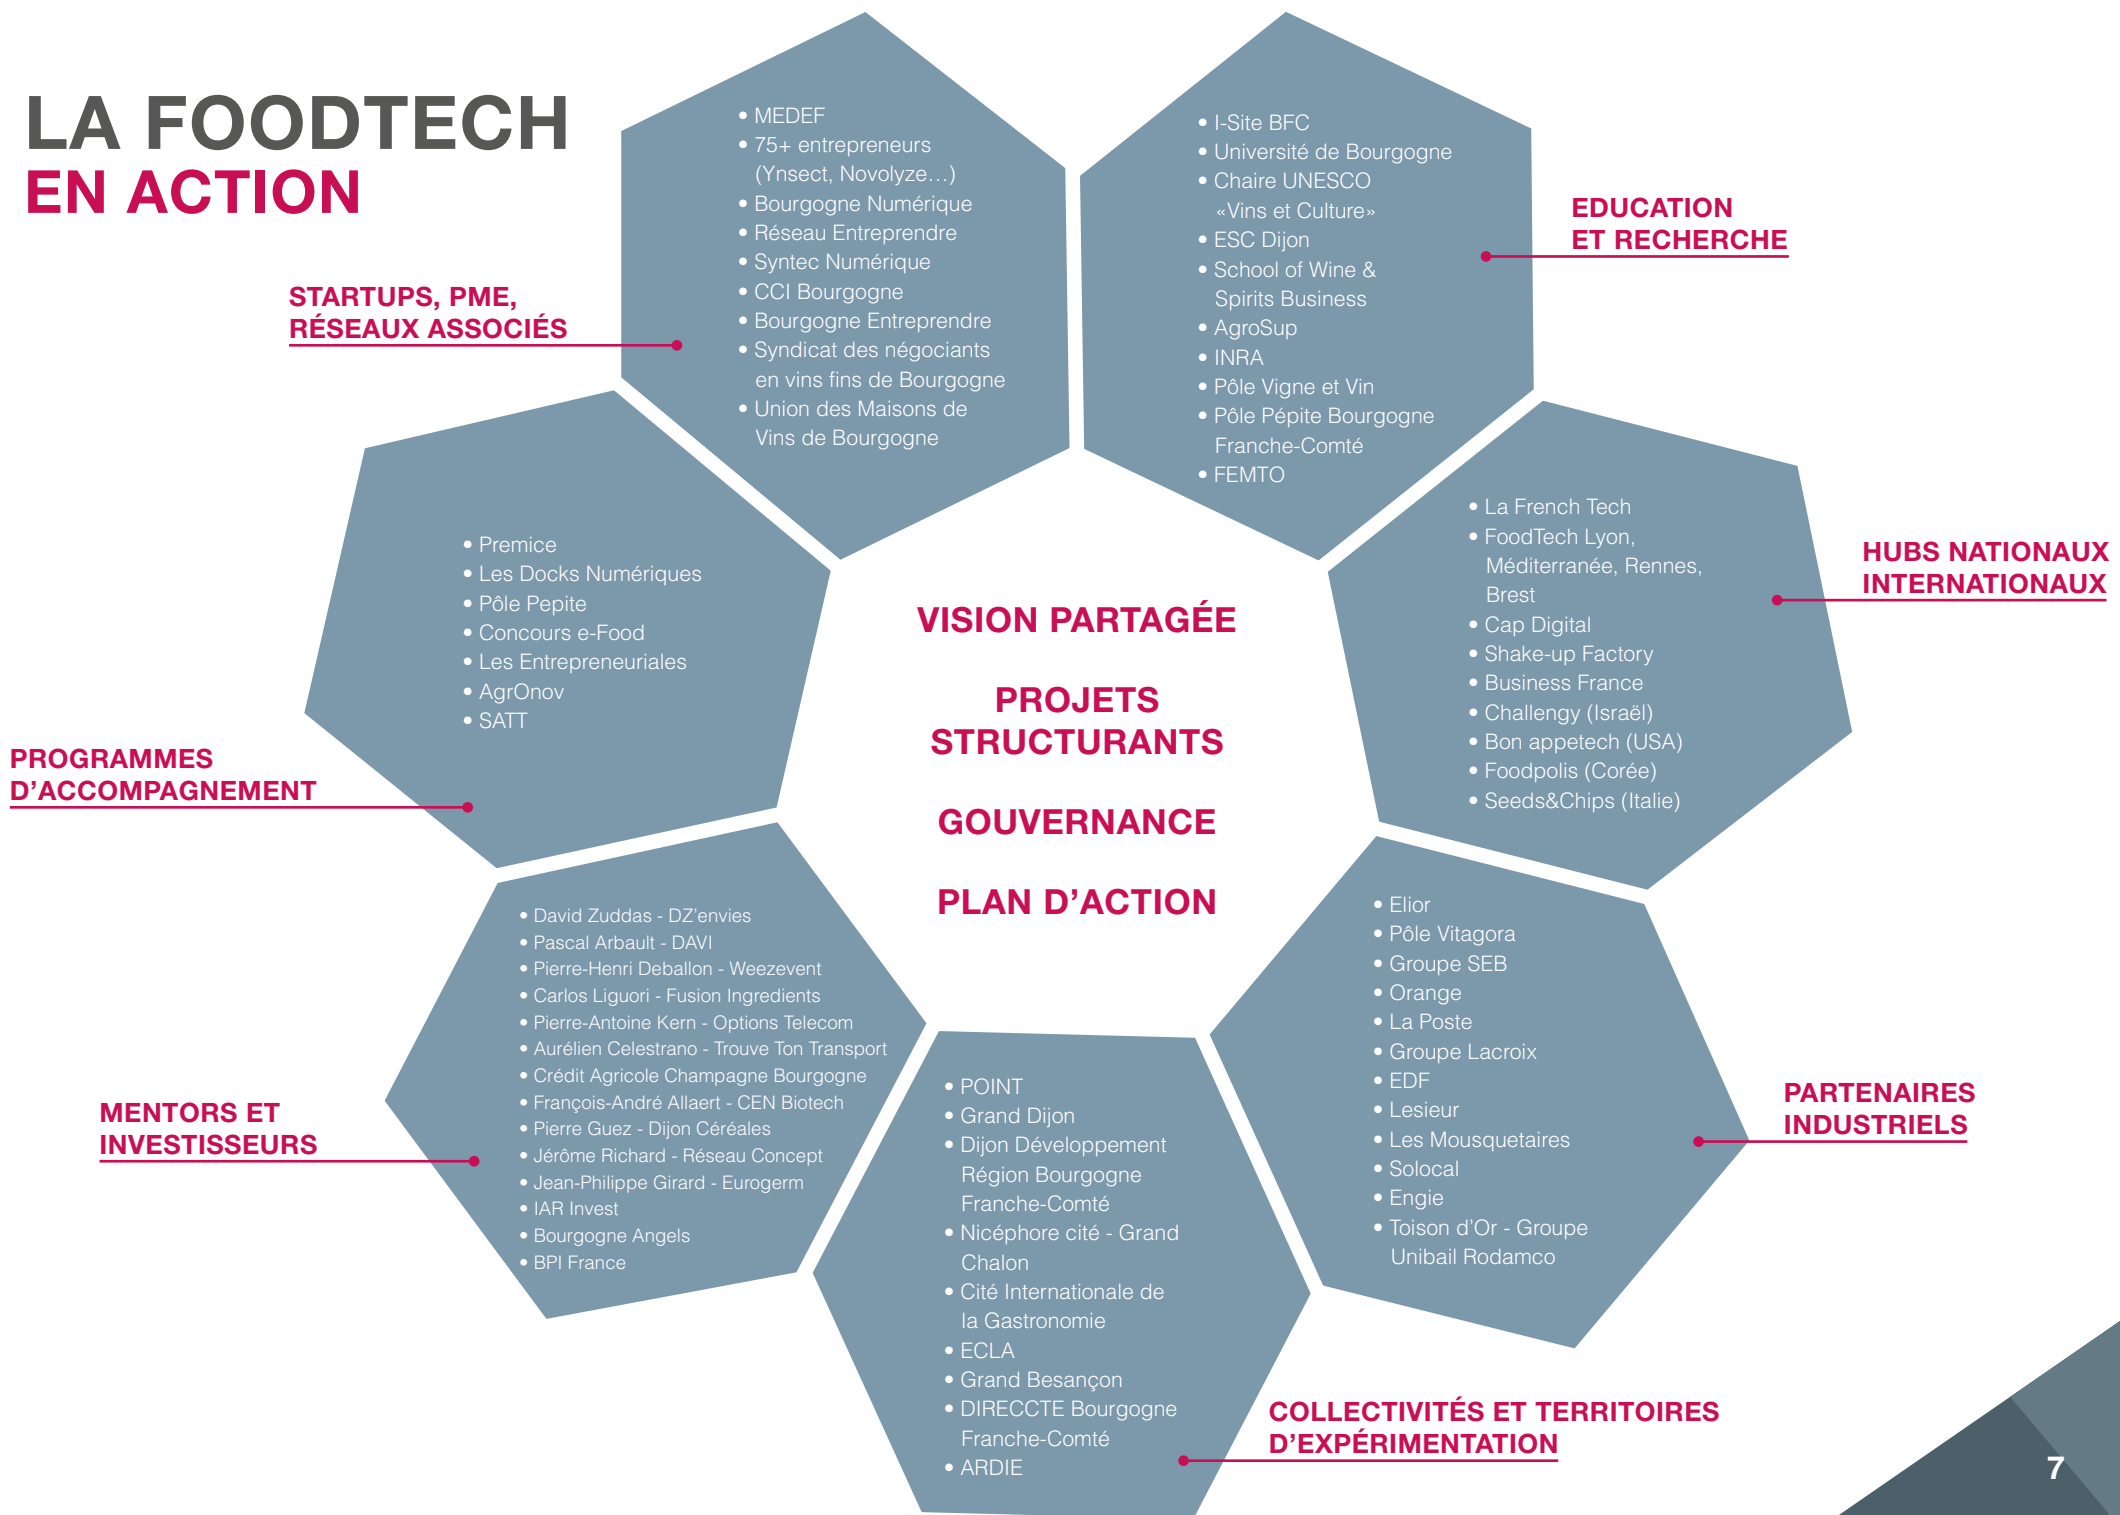 LA FOODTECH
EN ACTION
STARTUPS, PME,
RÉSEAUX ASSOCIÉS
• MEDEF
• 75+ entrepreneurs
(Ynsect, Novolyze…)
• Bourgogne Numérique
• Réseau Entreprendre
• Syntec Numérique
• CCI Bourgogne
• Bourgogne Entreprendre
• Syndicat des négociants
en vins fins de Bourgogne
• Union des Maisons de
Vins de Bourgogne
• I-Site BFC
• Université de Bourgogne
• Chaire UNESCO
«Vins et Culture»
• ESC Dijon
• School of Wine &
Spirits Business
• AgroSup
• INRA
• Pôle Vigne et Vin
• Pôle Pépite Bourgogne
Franche-Comté
• FEMTO
EDUCATION
ET RECHERCHE
• La French Tech
• FoodTech Lyon,
Méditerranée, Rennes,
Brest
• Cap Digital
• Shake-up Factory
• Business France
• Challengy (Israël)
• Bon appetech (USA)
• Foodpolis (Corée)
• Seeds&Chips (Italie)
HUBS NATIONAUX
INTERNATIONAUX
• Premice
• Les Docks Numériques
• Pôle Pepite
• Concours e-Food
• Les Entrepreneuriales
• AgrOnov
• SATT
PROGRAMMES
D’ACCOMPAGNEMENT
VISION PARTAGÉE
PROJETS
STRUCTURANTS
GOUVERNANCE
PLAN D’ACTION
• David Zuddas - DZ’envies
• Pascal Arbault - DAVI
• Pierre-Henri Deballon - Weezevent
• Carlos Liguori - Fusion Ingredients
• Pierre-Antoine Kern - Options Telecom
• Aurélien Celestrano - Trouve Ton Transport
• Crédit Agricole Champagne Bourgogne
• François-André Allaert - CEN Biotech
• Pierre Guez - Dijon Céréales
• Jérôme Richard - Réseau Concept
• Jean-Philippe Girard - Eurogerm
• IAR Invest
• Bourgogne Angels
• BPI France
MENTORS ET
INVESTISSEURS
• POINT
• Grand Dijon
• Dijon Développement
Région Bourgogne
Franche-Comté
• Nicéphore cité - Grand
Chalon
• Cité Internationale de
la Gastronomie
• ECLA
• Grand Besançon
• DIRECCTE Bourgogne
Franche-Comté
• ARDIE
COLLECTIVITÉS ET TERRITOIRES
D’EXPÉRIMENTATION
• Elior
• Pôle Vitagora
• Groupe SEB
• Orange
• La Poste
• Groupe Lacroix
• EDF
• Lesieur
• Les Mousquetaires
• Solocal
• Engie
• Toison d’Or - Groupe
Unibail Rodamco
PARTENAIRES
INDUSTRIELS
7